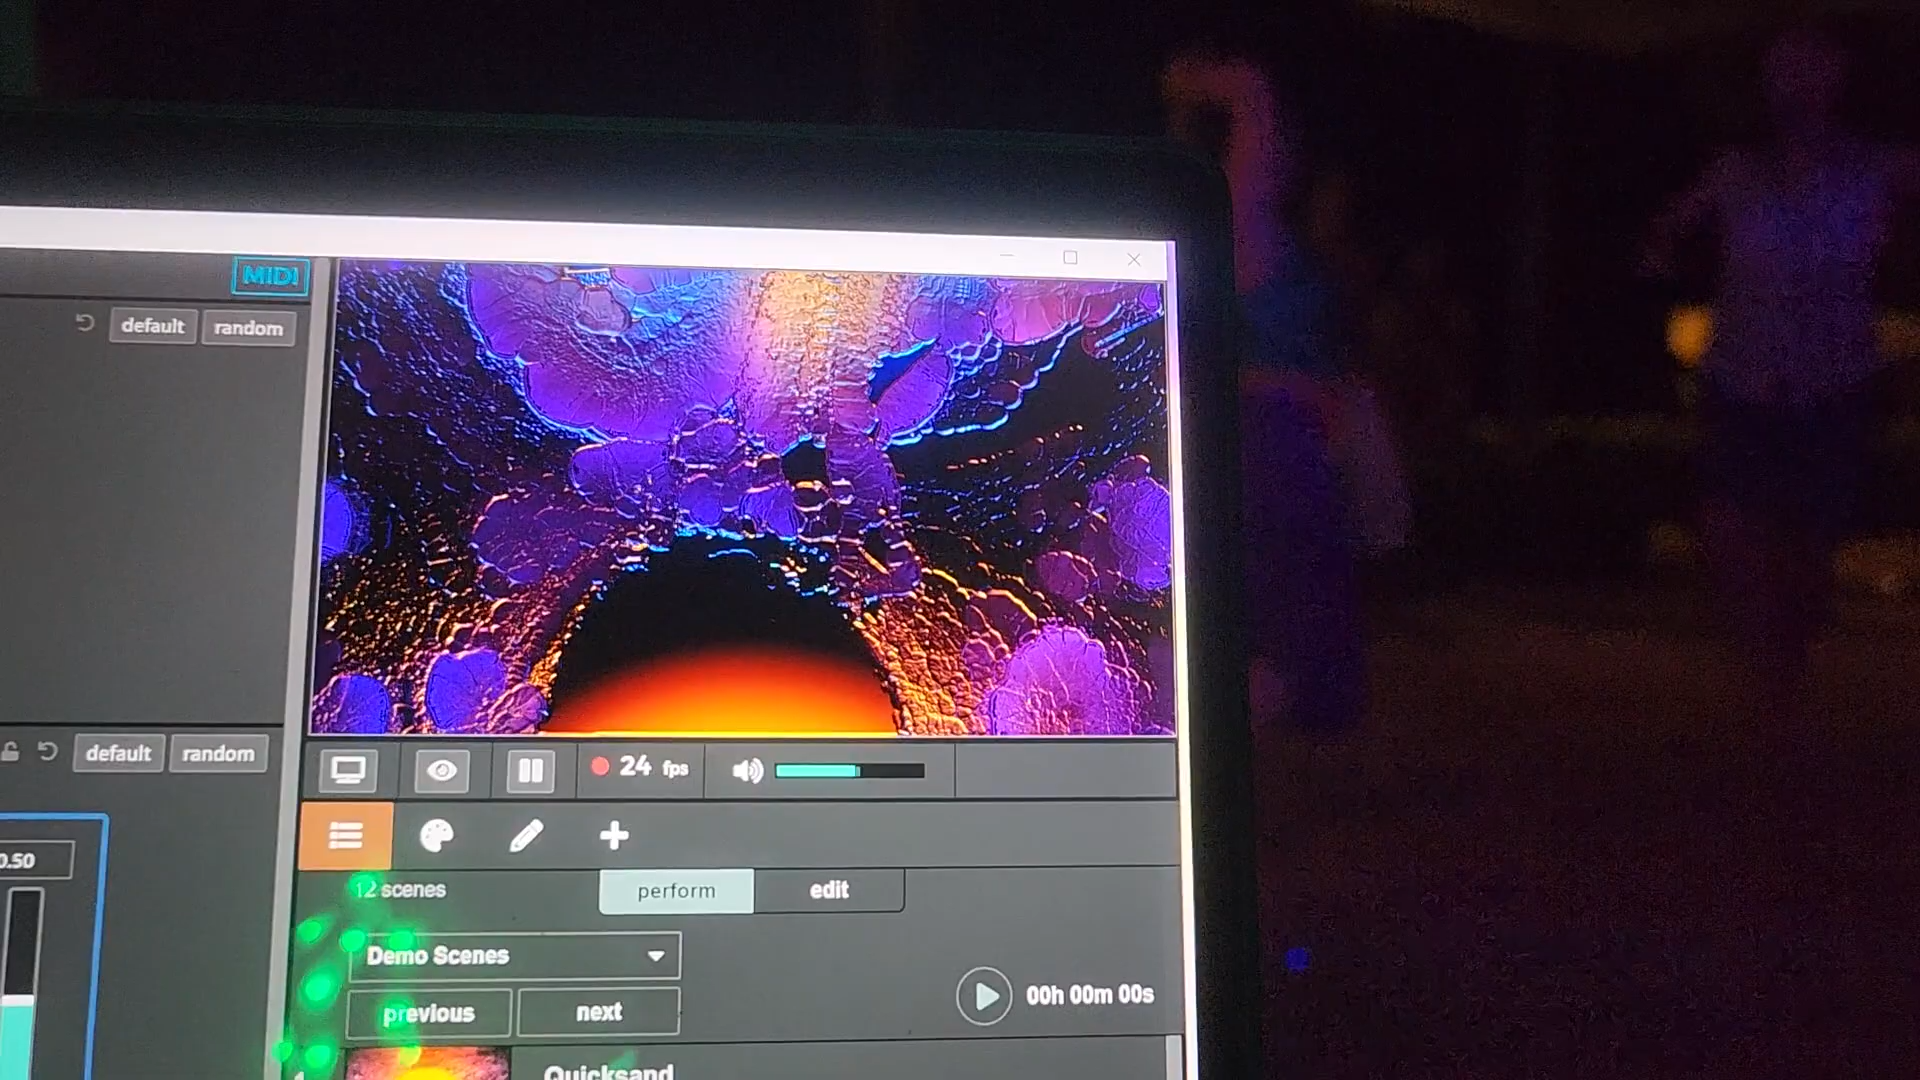 MIDI
default random
default random
24 fps
0.50
12 scenes
perform edit
Demo Scenes
00h 00m 00s
previous next
Quicksand